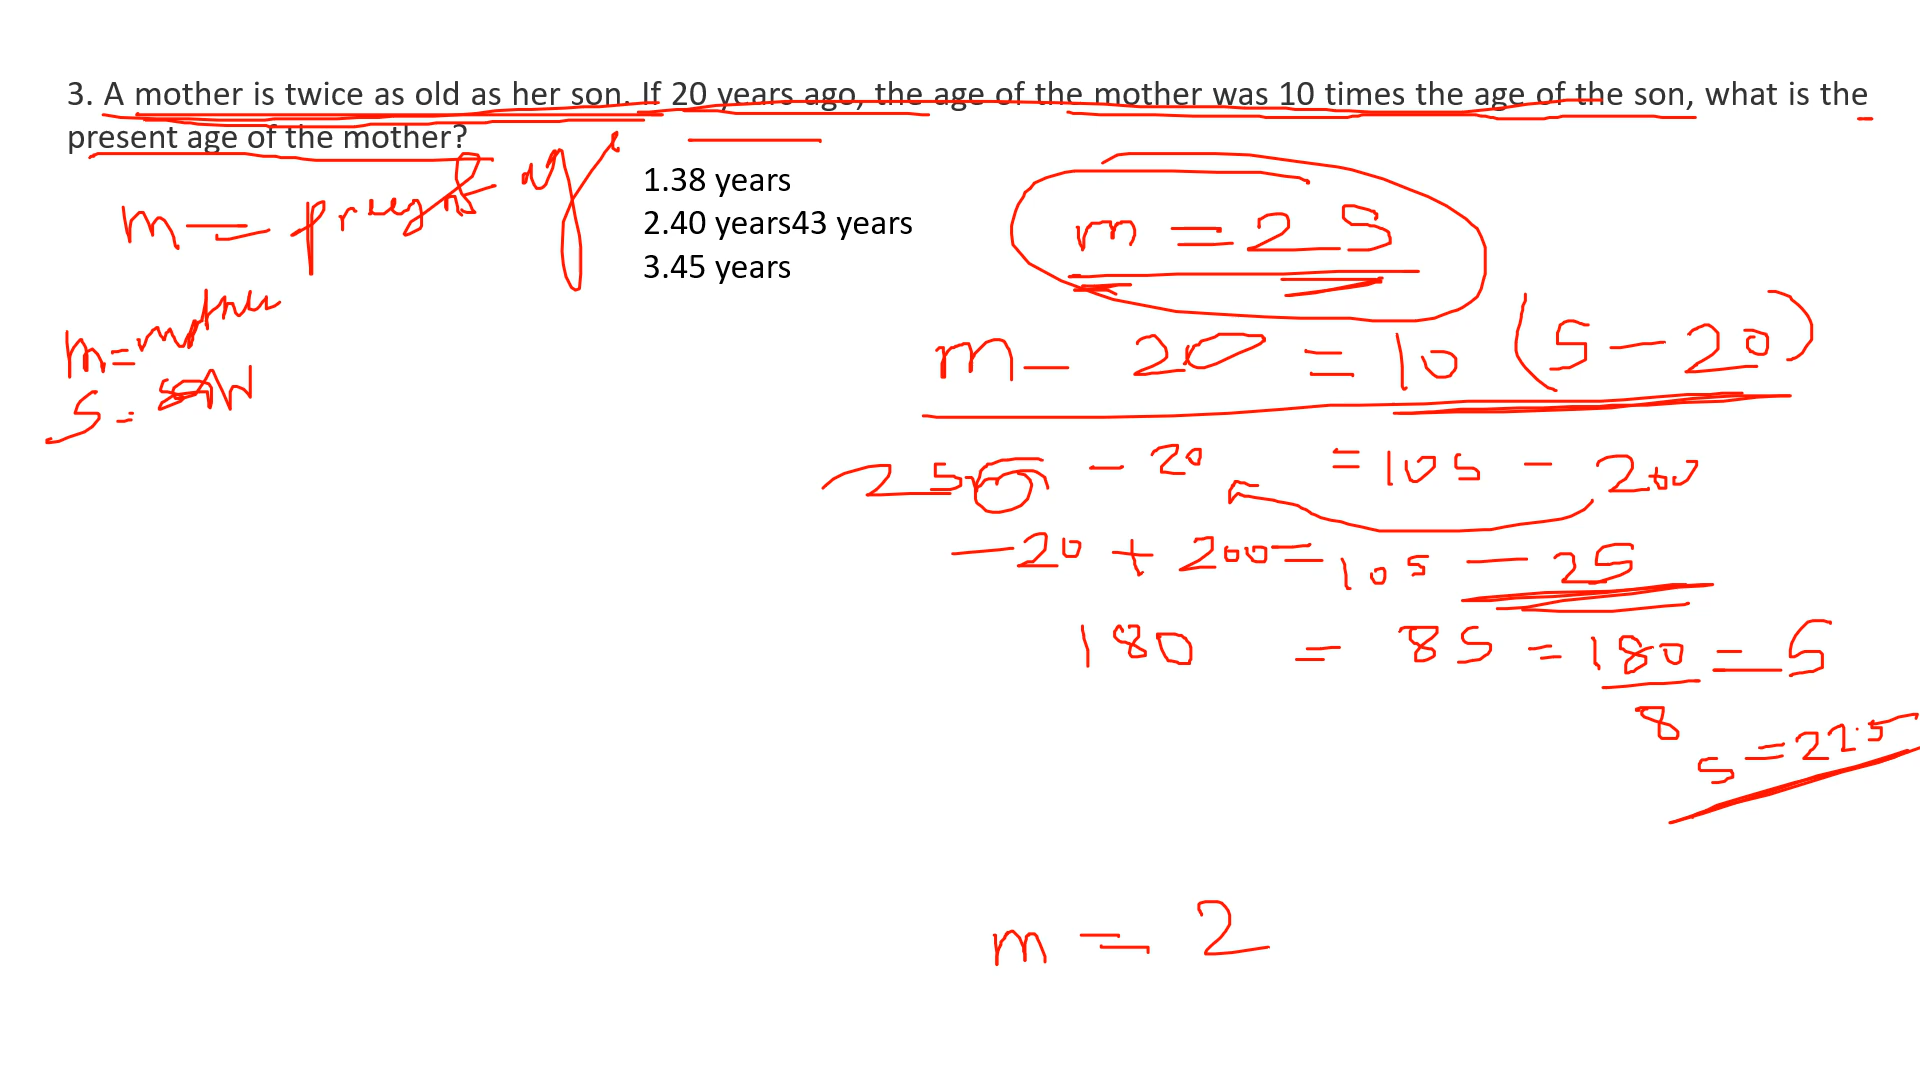 3. A mother is twice as old as her son. If 20 years ago, the age of the mother was 10 times the age of the son, what is the
present age of the mother?
1.38 years
2.40 years43 years
3.45 years
m =
m = mother
s = son
m = 2s
m - 20 = 10 (s - 20)
2s - 20 = 10s - 200
-20 + 200 = 10s - 2s
180 = 8s = 180/8 = s
s = 22.5
m = 2